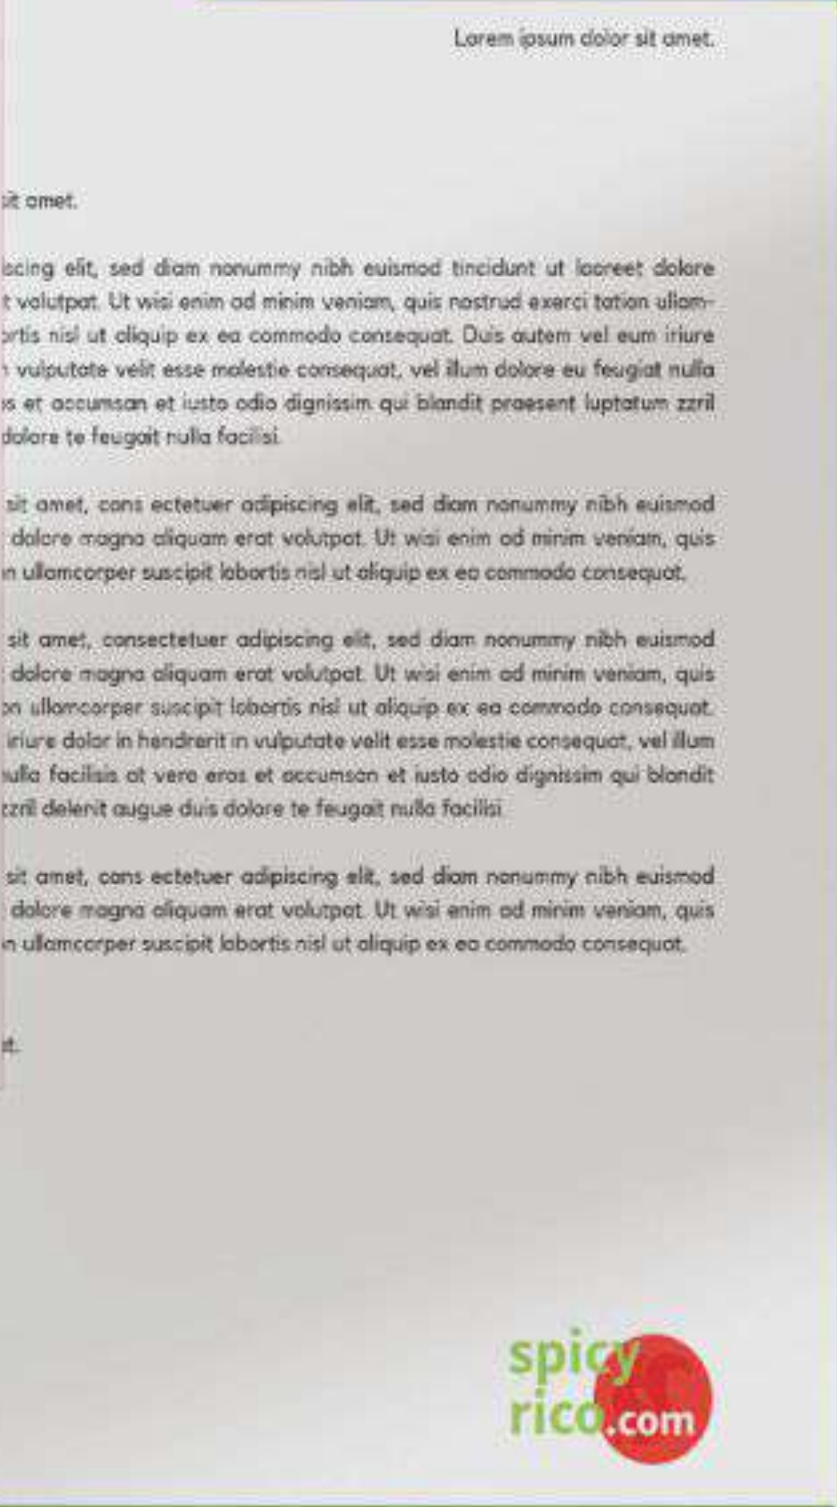 Lorem ipsum dolor sit amet.
sit amet.
iscing elit, sed diam nonummy nibh euismod tincidunt ut laoreet dolore
t volutpat. Ut wisi enim ad minim veniam, quis nostrud exerci tation ullam-
ortis nisl ut aliquip ex ea commodo consequat. Duis autem vel eum iriure
n vulputate velit esse molestie consequat, vel illum dolore eu feugiat nulla
os et accumsan et iusto odio dignissim qui blandit praesent luptatum zzril
dolore te feugait nulla facilisi.
sit amet, cons ectetuer adipiscing elit, sed diam nonummy nibh euismod
dolore magna aliquam erat volutpat. Ut wisi enim ad minim veniam, quis
n ullamcorper suscipit lobortis nisl ut aliquip ex ea commodo consequat.
sit amet, consectetuer adipiscing elit, sed diam nonummy nibh euismod
dolore magna aliquam erat volutpat. Ut wisi enim ad minim veniam, quis
on ullamcorper suscipit lobortis nisl ut aliquip ex ea commodo consequat.
iriure dolor in hendrerit in vulputate velit esse molestie consequat, vel illum
nulla facilisis at vero eros et accumsan et iusto odio dignissim qui blandit
zzril delenit augue duis dolore te feugait nulla facilisi.
sit amet, cons ectetuer adipiscing elit, sed diam nonummy nibh euismod
dolore magna aliquam erat volutpat. Ut wisi enim ad minim veniam, quis
n ullamcorper suscipit lobortis nisl ut aliquip ex ea commodo consequat.
et.
spicy
rico.com